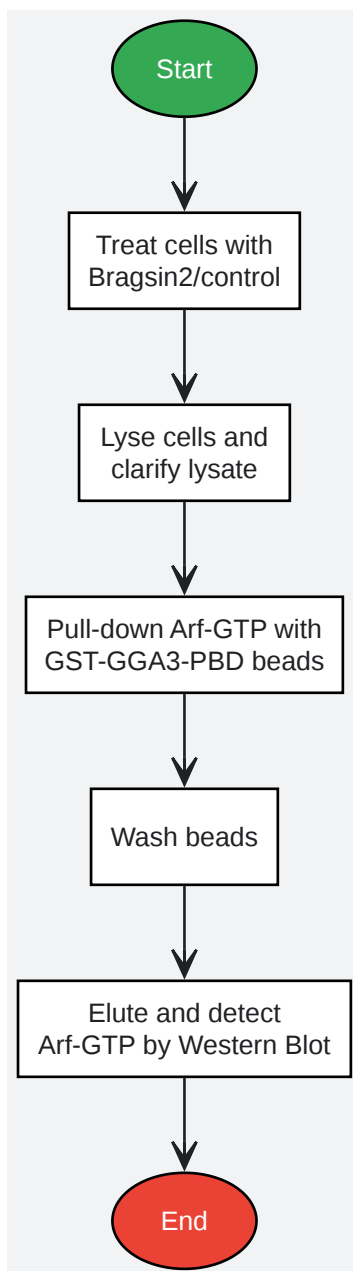 Start
Treat cells with
Bragsin2/control
Lyse cells and
clarify lysate
Pull-down Arf-GTP with
GST-GGA3-PBD beads
Wash beads
Elute and detect
Arf-GTP by Western Blot
End